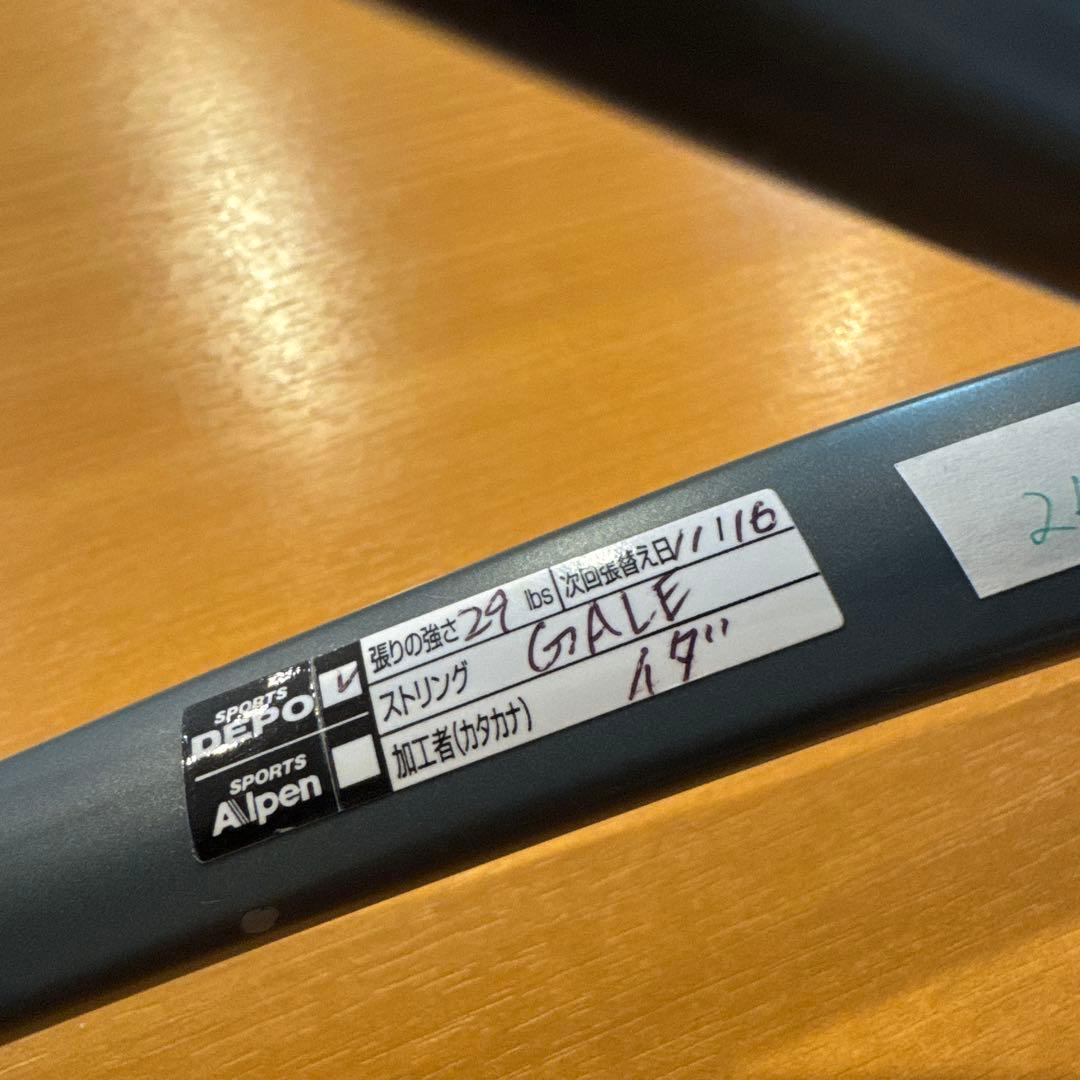 SPORTS
DEPO
SPORTS
Alpen
張りの強さ 29 lbs 次回張替え日 11/16
ストリング GALE
加工者(カタカナ) イダ